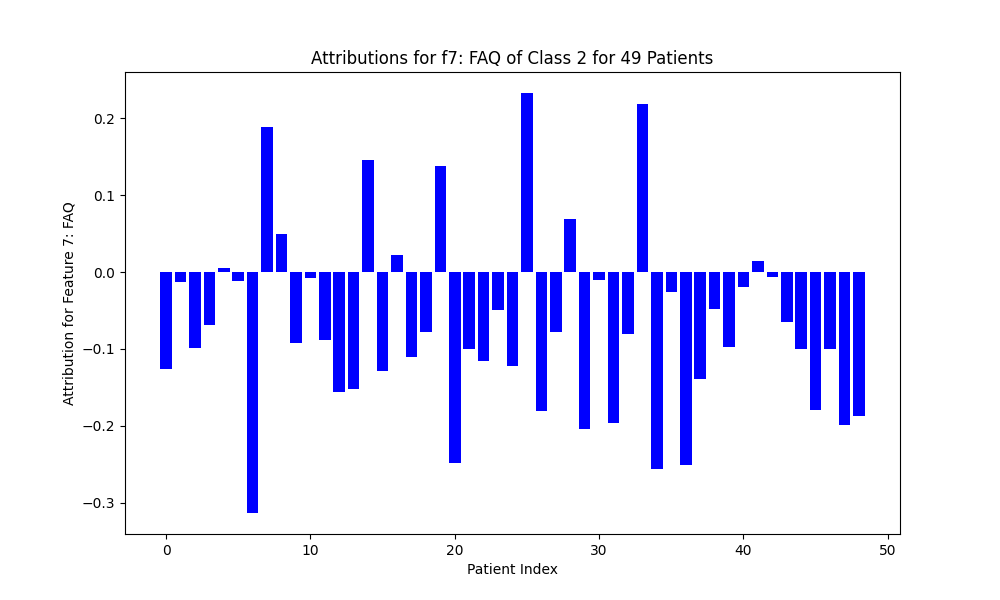 Attributions for f7: FAQ of Class 2 for 49 Patients
Attribution for Feature 7: FAQ
0.2
0.1
0.0
−0.1
−0.2
−0.3
0 10 20 30 40 50
Patient Index